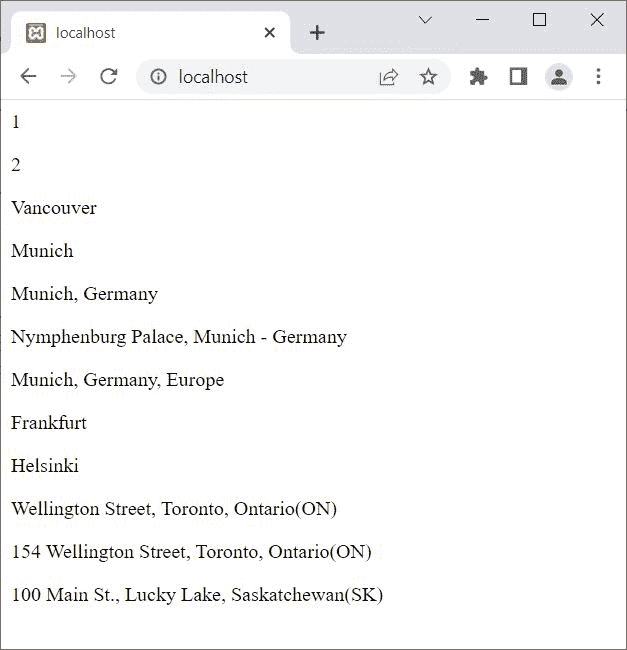 localhost
localhost
1
2
Vancouver
Munich
Munich, Germany
Nymphenburg Palace, Munich - Germany
Munich, Germany, Europe
Frankfurt
Helsinki
Wellington Street, Toronto, Ontario(ON)
154 Wellington Street, Toronto, Ontario(ON)
100 Main St., Lucky Lake, Saskatchewan(SK)